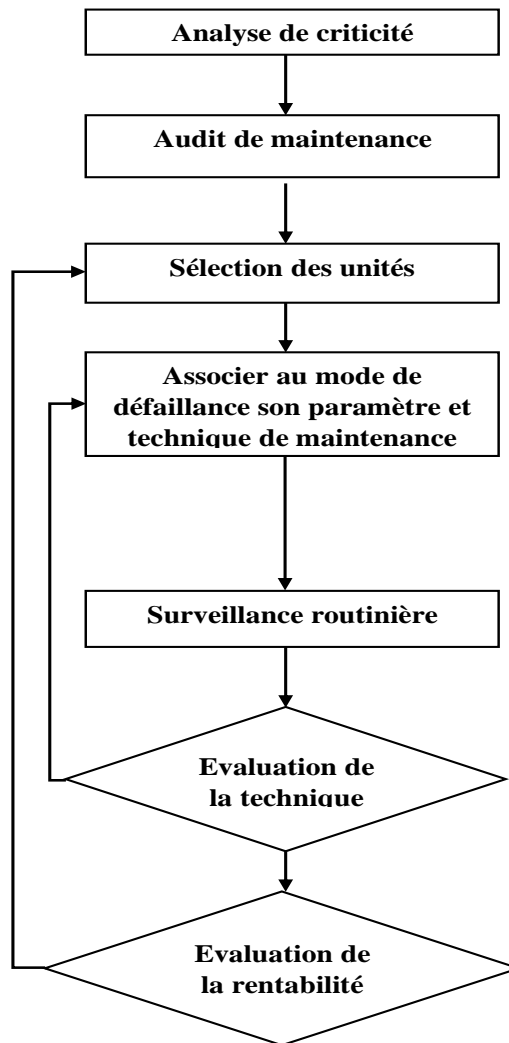 Analyse de criticité
Audit de maintenance
Sélection des unités
Associer au mode de
défaillance son paramètre et
technique de maintenance
Surveillance routinière
Evaluation de
la technique
Evaluation de
la rentabilité